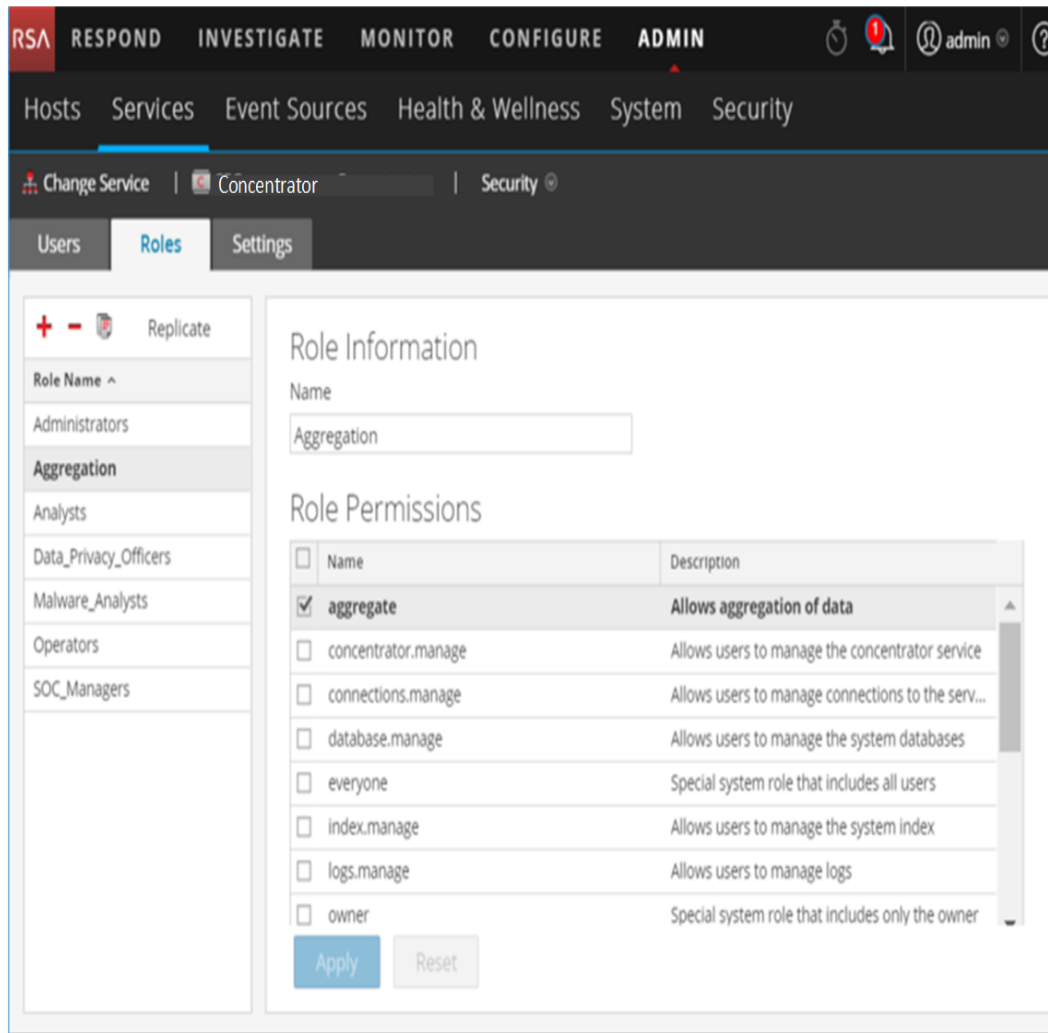 RSA RESPOND INVESTIGATE MONITOR CONFIGURE ADMIN 1 admin ?
Hosts Services Event Sources Health & Wellness System Security
Change Service | C Concentrator | Security
Users Roles Settings
Replicate
Role Name
Administrators
Aggregation
Analysts
Data_Privacy_Officers
Malware_Analysts
Operators
SOC_Managers
Role Information
Name
Aggregation
Role Permissions
Name Description
aggregate Allows aggregation of data
concentrator.manage Allows users to manage the concentrator service
connections.manage Allows users to manage connections to the serv...
database.manage Allows users to manage the system databases
everyone Special system role that includes all users
index.manage Allows users to manage the system index
logs.manage Allows users to manage logs
owner Special system role that includes only the owner
Apply Reset